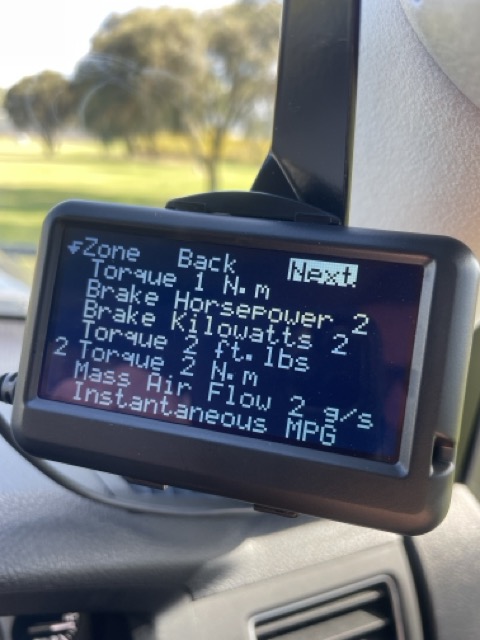 Zone Back Next
Torque 1 N.m
Brake Horsepower 2
Brake Kilowatts 2
Torque 2 ft.lbs
2 Torque 2 N.m
Mass Air Flow 2 g/s
Instantaneous MPG